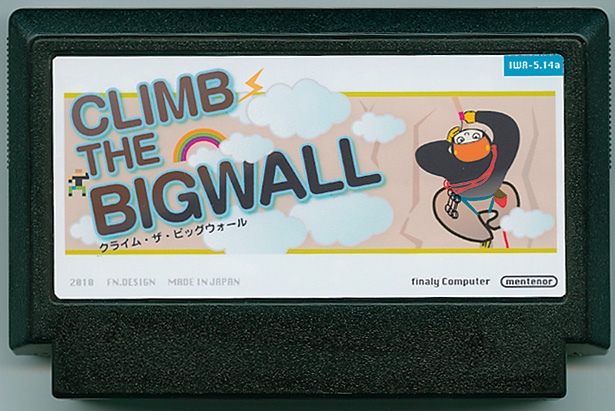 IWA-5.14a
CLIMB
THE
BIGWALL
クライム・ザ・ビッグウォール
2010 FN.DESIGN MADE IN JAPAN
finaly Computer mentenor